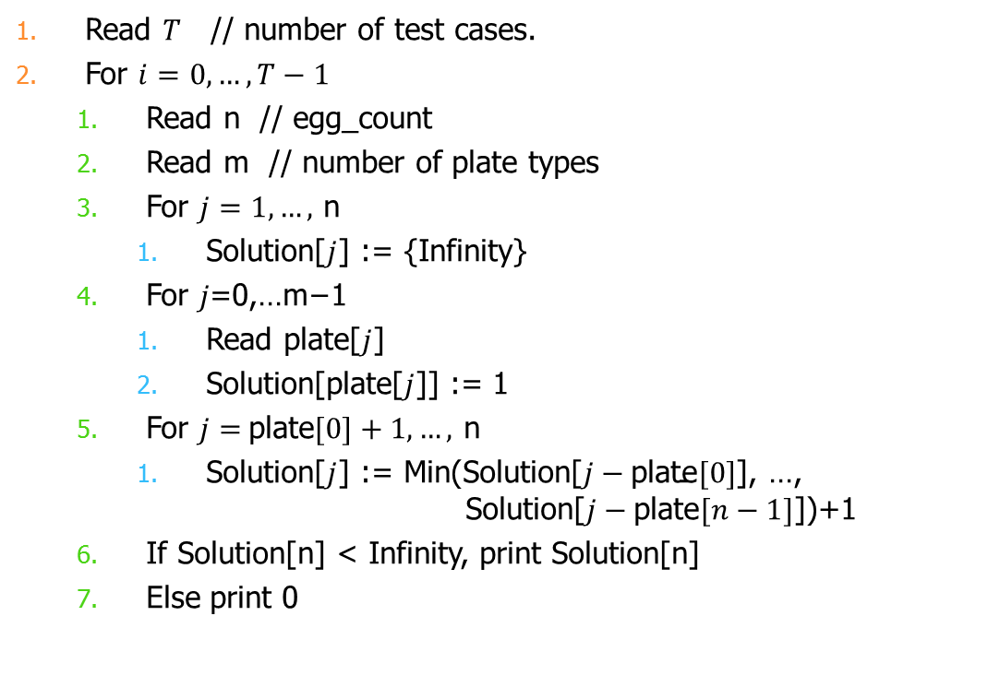 1. Read T // number of test cases.
2. For i = 0, … , T − 1
1. Read n // egg_count
2. Read m // number of plate types
3. For j = 1, … , n
1. Solution[j] := {Infinity}
4. For j=0,…m−1
1. Read plate[j]
2. Solution[plate[j]] := 1
5. For j = plate[0] + 1, … , n
1. Solution[j] := Min(Solution[j − plate[0]], …,
Solution[j − plate[n − 1]])+1
6. If Solution[n] < Infinity, print Solution[n]
7. Else print 0